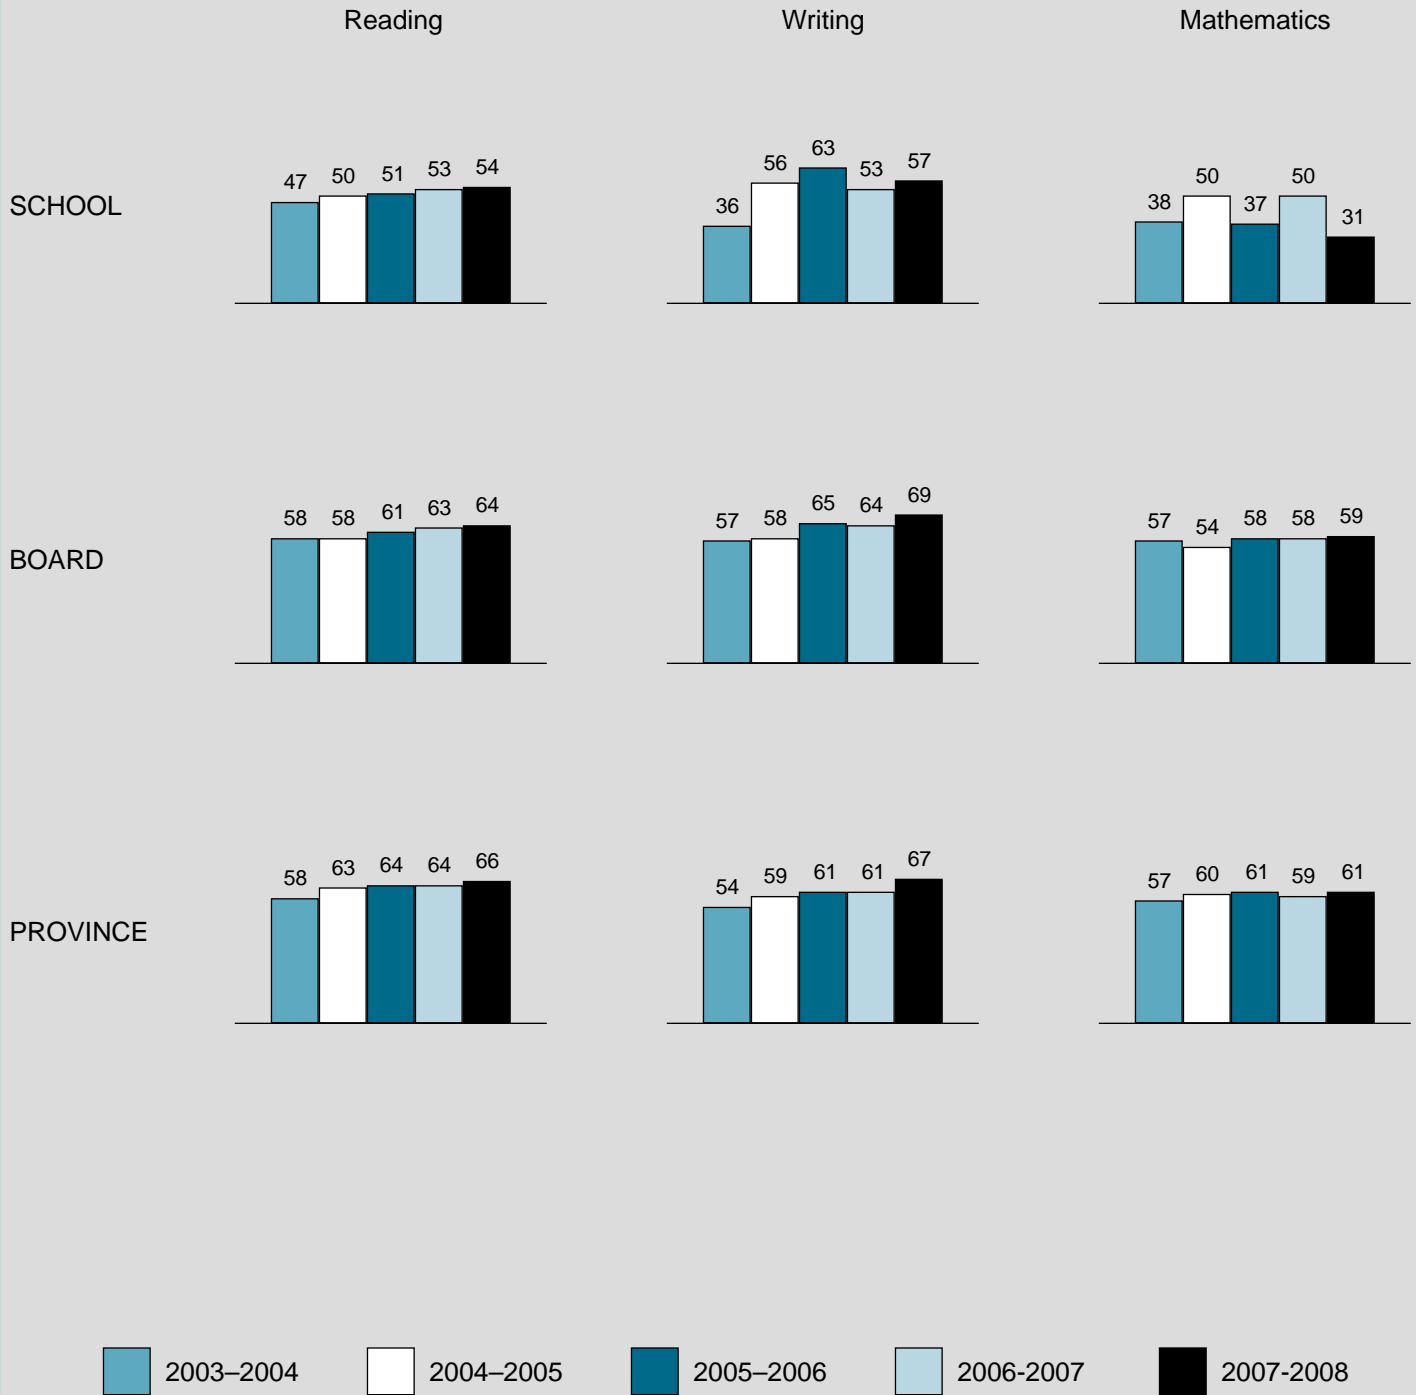 Reading Writing Mathematics
SCHOOL
47 50 51 53 54
36 56 63 53 57
38 50 37 50 31
BOARD
58 58 61 63 64
57 58 65 64 69
57 54 58 58 59
PROVINCE
58 63 64 64 66
54 59 61 61 67
57 60 61 59 61
2003–2004 2004–2005 2005–2006 2006-2007 2007-2008